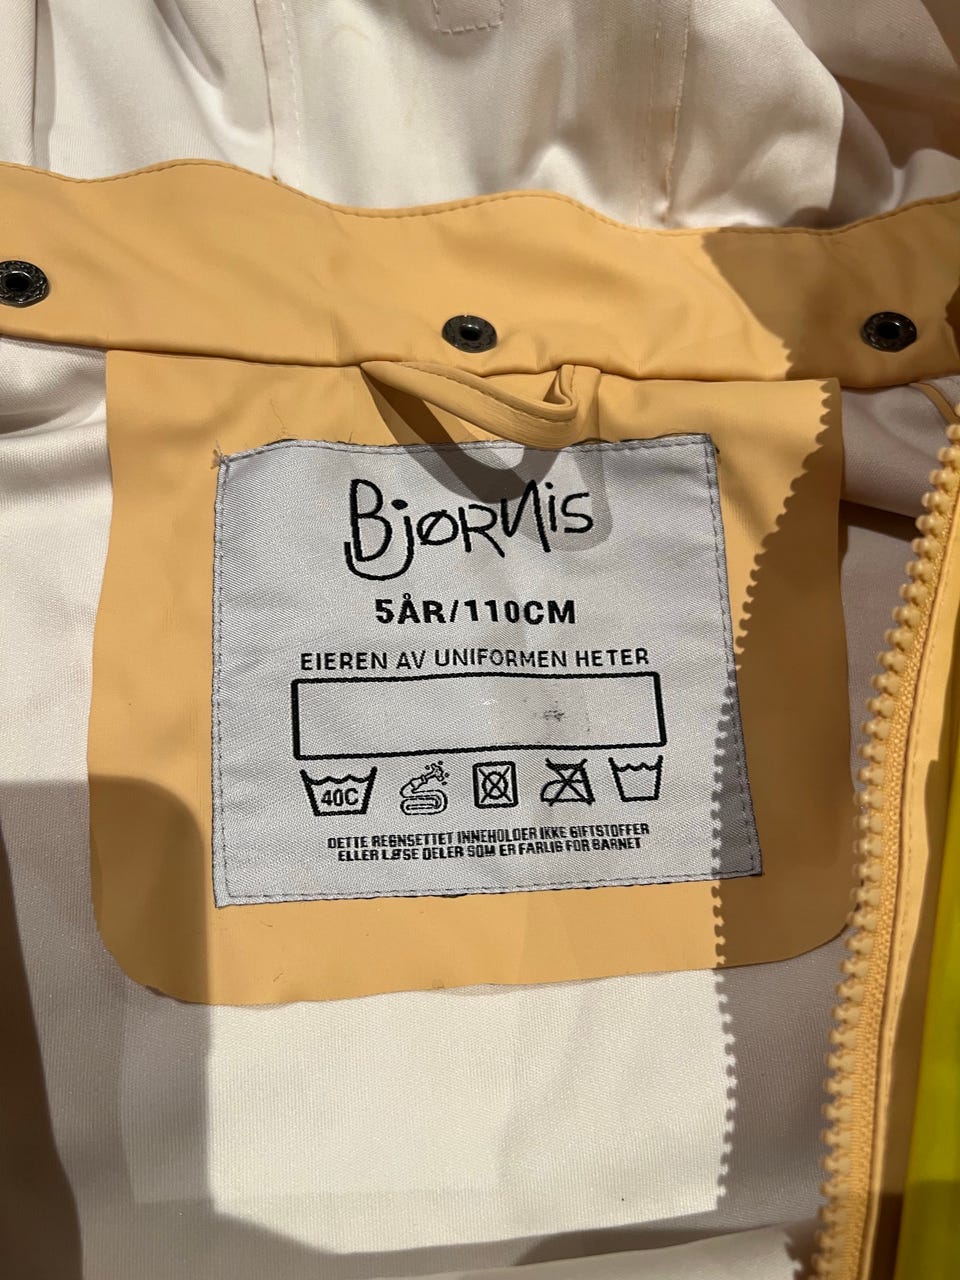 Bjørnis
5ÅR/110CM
EIEREN AV UNIFORMEN HETER
40C
DETTE REGNSETTET INNEHOLDER IKKE GIFTSTOFFER
ELLER LØSE DELER SOM ER FARLIG FOR BARNET